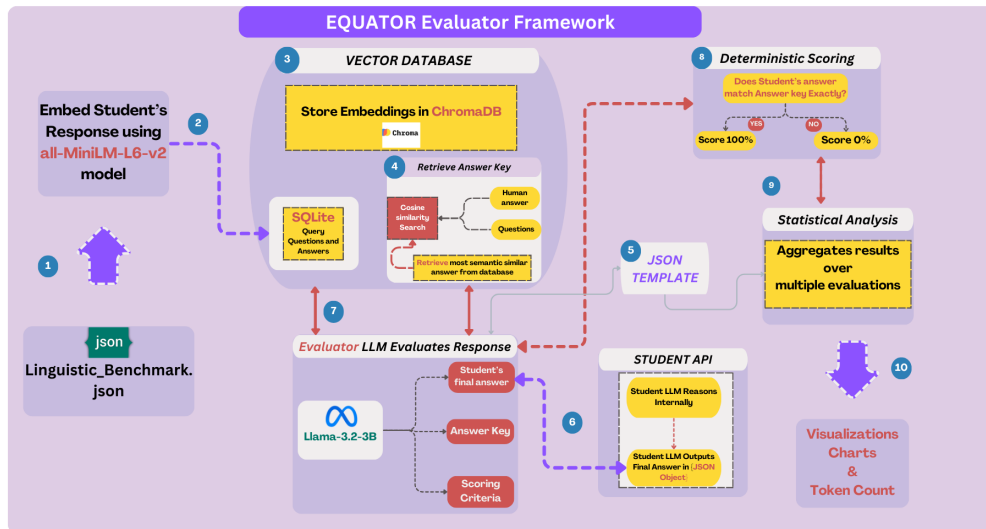 EQUATOR Evaluator Framework
1
json
Linguistic_Benchmark.
json
Embed Student's
Response using
all-MiniLM-L6-v2
model
2
3
VECTOR DATABASE
Store Embeddings in ChromaDB
Chroma
SQLite
Query
Questions and
Answers
4
Retrieve Answer Key
Cosine
similarity
Search
Human
answer
Questions
Retrieve most semantic similar
answer from database
5
JSON
TEMPLATE
6
STUDENT API
Student LLM Reasons
Internally
Student LLM Outputs
Final Answer in [JSON
Object]
7
Evaluator LLM Evaluates Response
Llama-3.2-3B
Student's
final answer
Answer Key
Scoring
Criteria
8
Deterministic Scoring
Does Student's answer
match Answer key Exactly?
YES
NO
Score 100%
Score 0%
9
Statistical Analysis
Aggregates results
over
multiple evaluations
10
Visualizations
Charts
&
Token Count